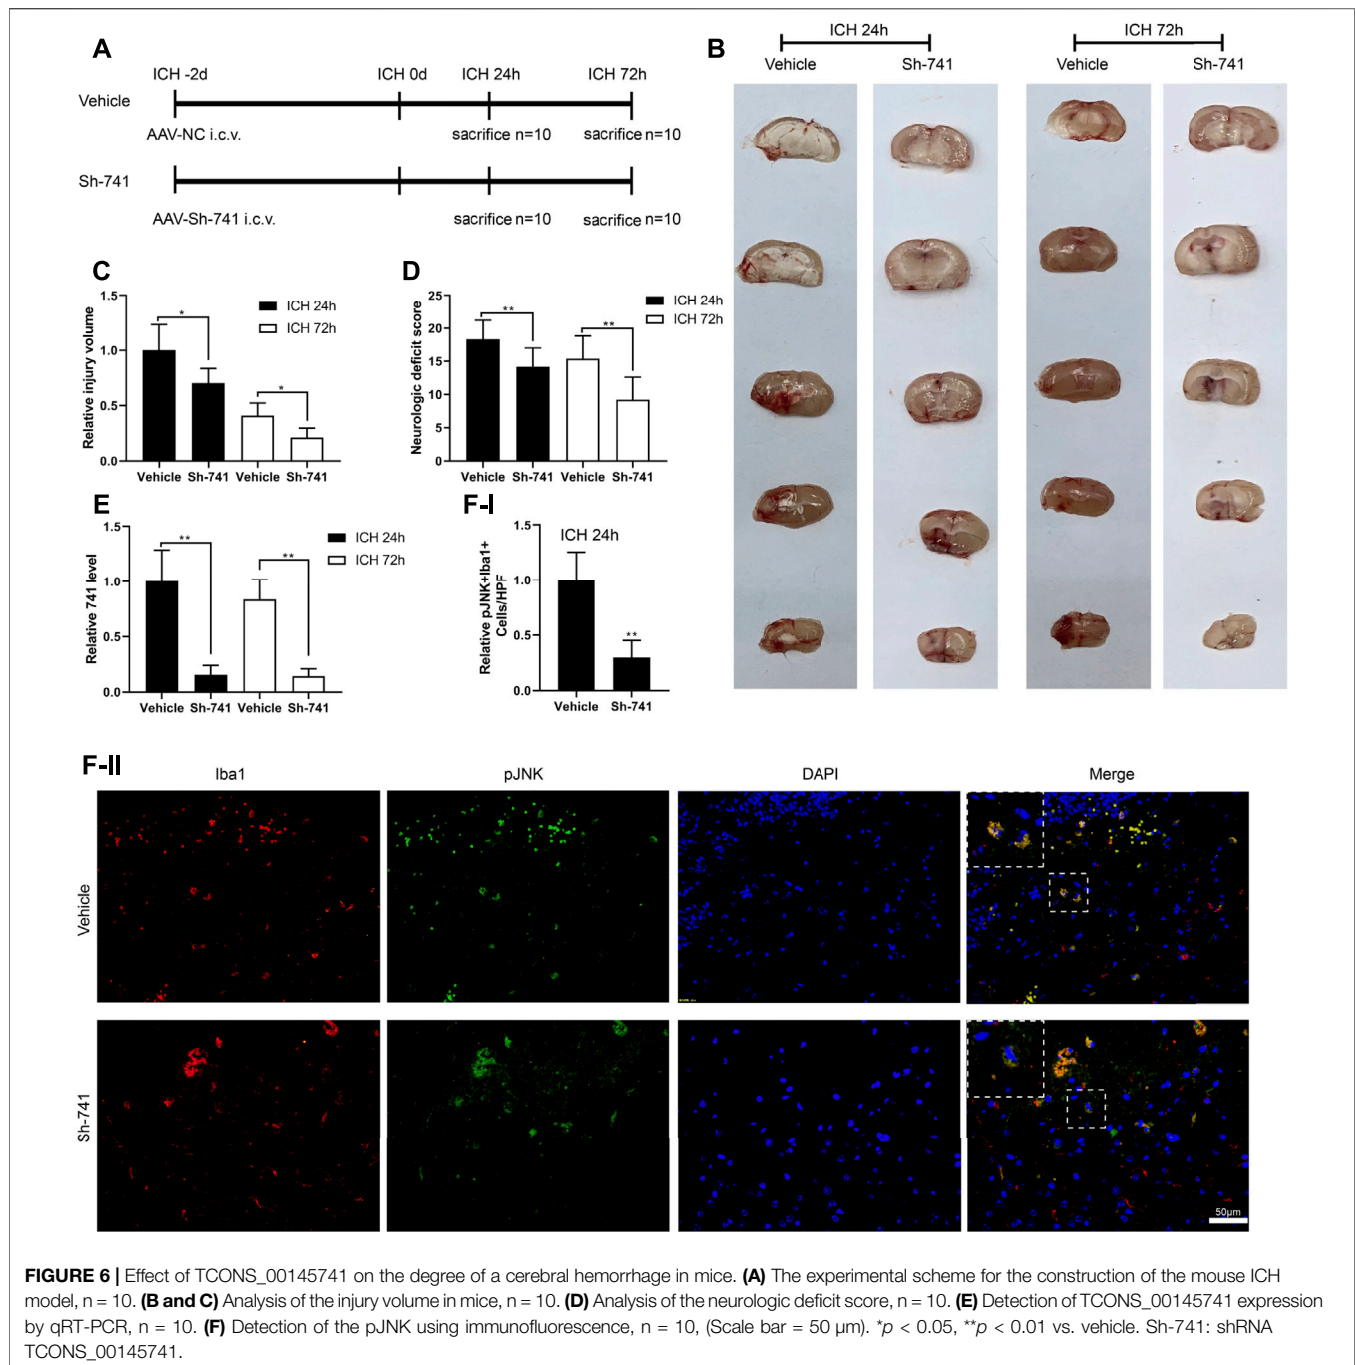 A
ICH -2d ICH 0d ICH 24h ICH 72h
Vehicle
AAV-NC i.c.v. sacrifice n=10 sacrifice n=10
Sh-741
AAV-Sh-741 i.c.v. sacrifice n=10 sacrifice n=10
B
ICH 24h ICH 72h
Vehicle Sh-741 Vehicle Sh-741
C
Relative injury volume
1.5
1.0
0.5
0.0
* *
ICH 24h
ICH 72h
Vehicle Sh-741 Vehicle Sh-741
D
Neurologic deficit score
25
20
15
10
5
0
** **
ICH 24h
ICH 72h
Vehicle Sh-741 Vehicle Sh-741
E
Relative 741 level
1.5
1.0
0.5
0.0
** **
ICH 24h
ICH 72h
Vehicle Sh-741 Vehicle Sh-741
F-I
Relative pJNK+Iba1+
Cells/HPF
1.5
1.0
0.5
0.0
ICH 24h
**
Vehicle Sh-741
F-II
Iba1 pJNK DAPI Merge
Vehicle
Sh-741
50μm
FIGURE 6 | Effect of TCONS_00145741 on the degree of a cerebral hemorrhage in mice. (A) The experimental scheme for the construction of the mouse ICH
model, n = 10. (B and C) Analysis of the injury volume in mice, n = 10. (D) Analysis of the neurologic deficit score, n = 10. (E) Detection of TCONS_00145741 expression
by qRT-PCR, n = 10. (F) Detection of the pJNK using immunofluorescence, n = 10, (Scale bar = 50 μm). *p < 0.05, **p < 0.01 vs. vehicle. Sh-741: shRNA
TCONS_00145741.